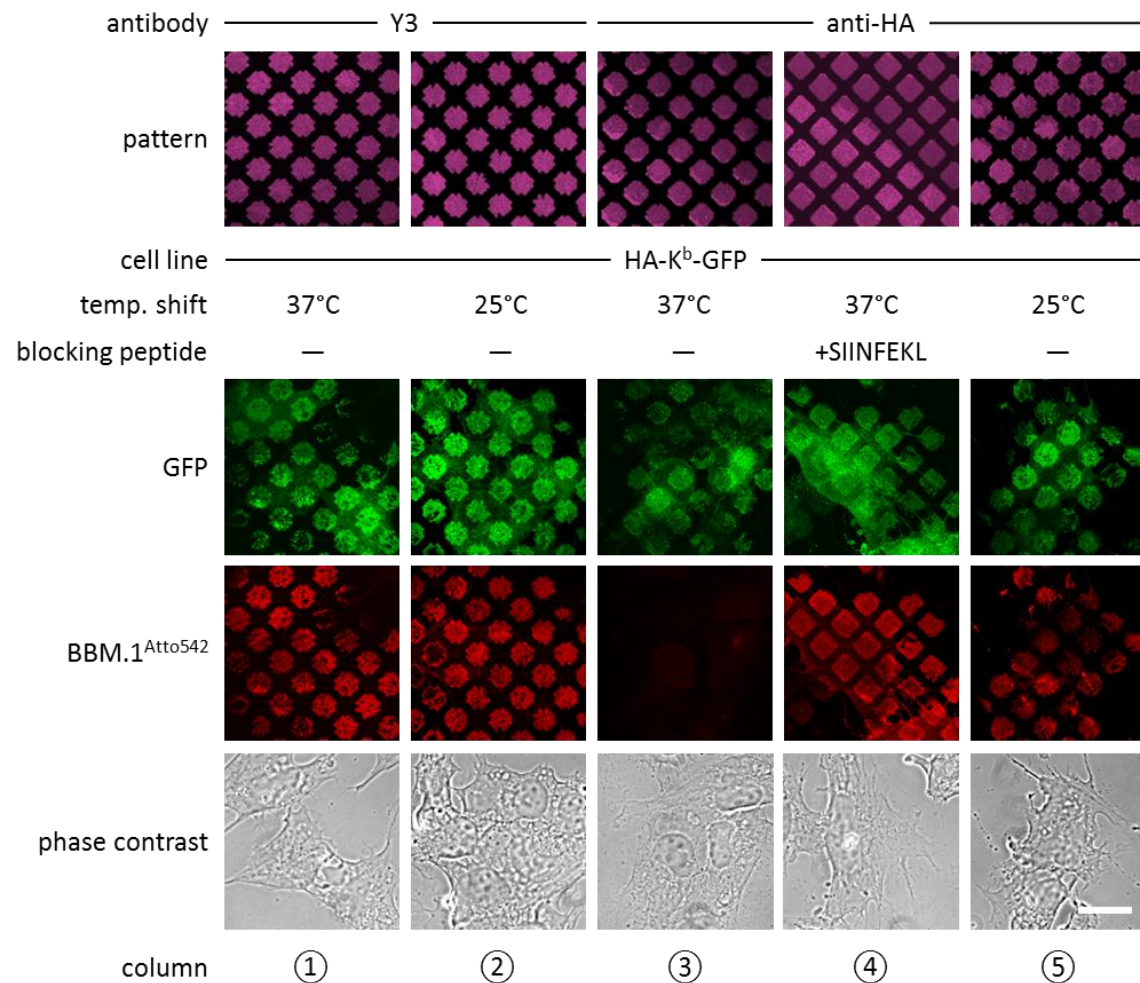 antibody Y3 anti-HA
pattern
cell line HA-Kᵇ-GFP
temp. shift 37°C 25°C 37°C 37°C 25°C
blocking peptide — — — +SIINFEKL —
GFP
BBM.1ᴬᵗᵗᵒ⁵⁴²
phase contrast
column ① ② ③ ④ ⑤